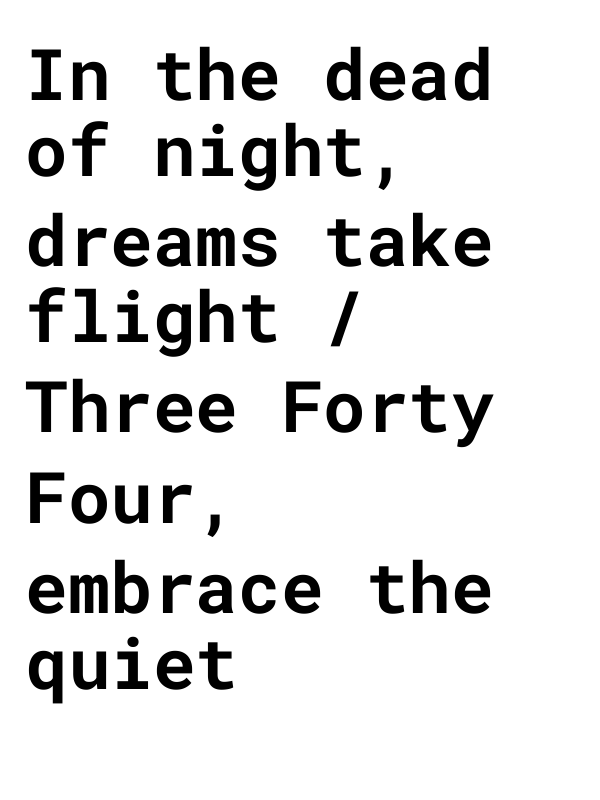 In the dead
of night,
dreams take
flight /
Three Forty
Four,
embrace the
quiet